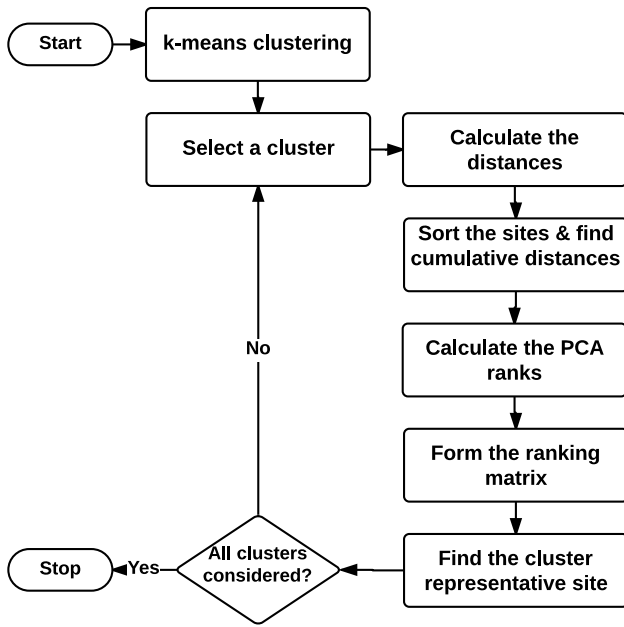 Start
k-means clustering
Select a cluster
Calculate the
distances
Sort the sites & find
cumulative distances
Calculate the PCA
ranks
Form the ranking
matrix
Find the cluster
representative site
All clusters
considered?
No
Yes
Stop